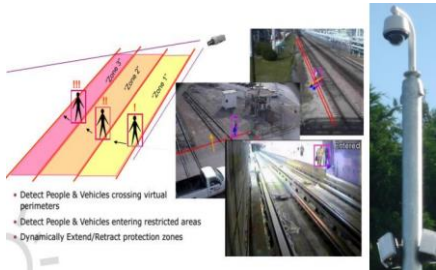 "Zone 3"
"Zone 2"
"Zone 1"
!!!
!!
!
Entered
• Detect People & Vehicles crossing virtual
perimeters
• Detect People & Vehicles entering restricted areas
• Dynamically Extend/Retract protection zones